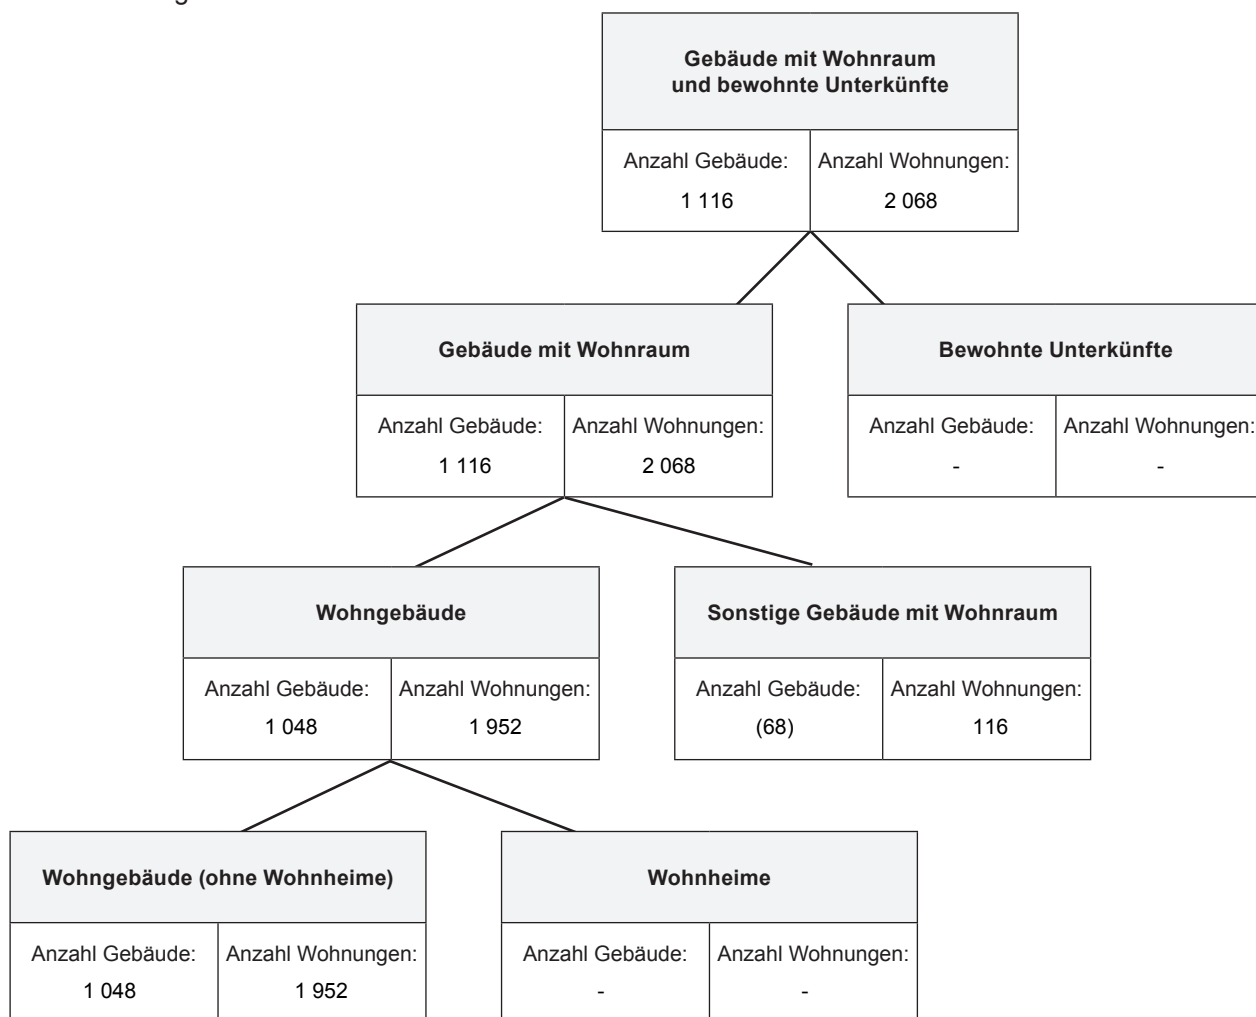 Gebäude mit Wohnraum
und bewohnte Unterkünfte
Anzahl Gebäude: Anzahl Wohnungen:
1 116 2 068
Gebäude mit Wohnraum
Anzahl Gebäude: Anzahl Wohnungen:
1 116 2 068
Bewohnte Unterkünfte
Anzahl Gebäude: Anzahl Wohnungen:
- -
Wohngebäude
Anzahl Gebäude: Anzahl Wohnungen:
1 048 1 952
Sonstige Gebäude mit Wohnraum
Anzahl Gebäude: Anzahl Wohnungen:
(68) 116
Wohngebäude (ohne Wohnheime)
Anzahl Gebäude: Anzahl Wohnungen:
1 048 1 952
Wohnheime
Anzahl Gebäude: Anzahl Wohnungen:
- -